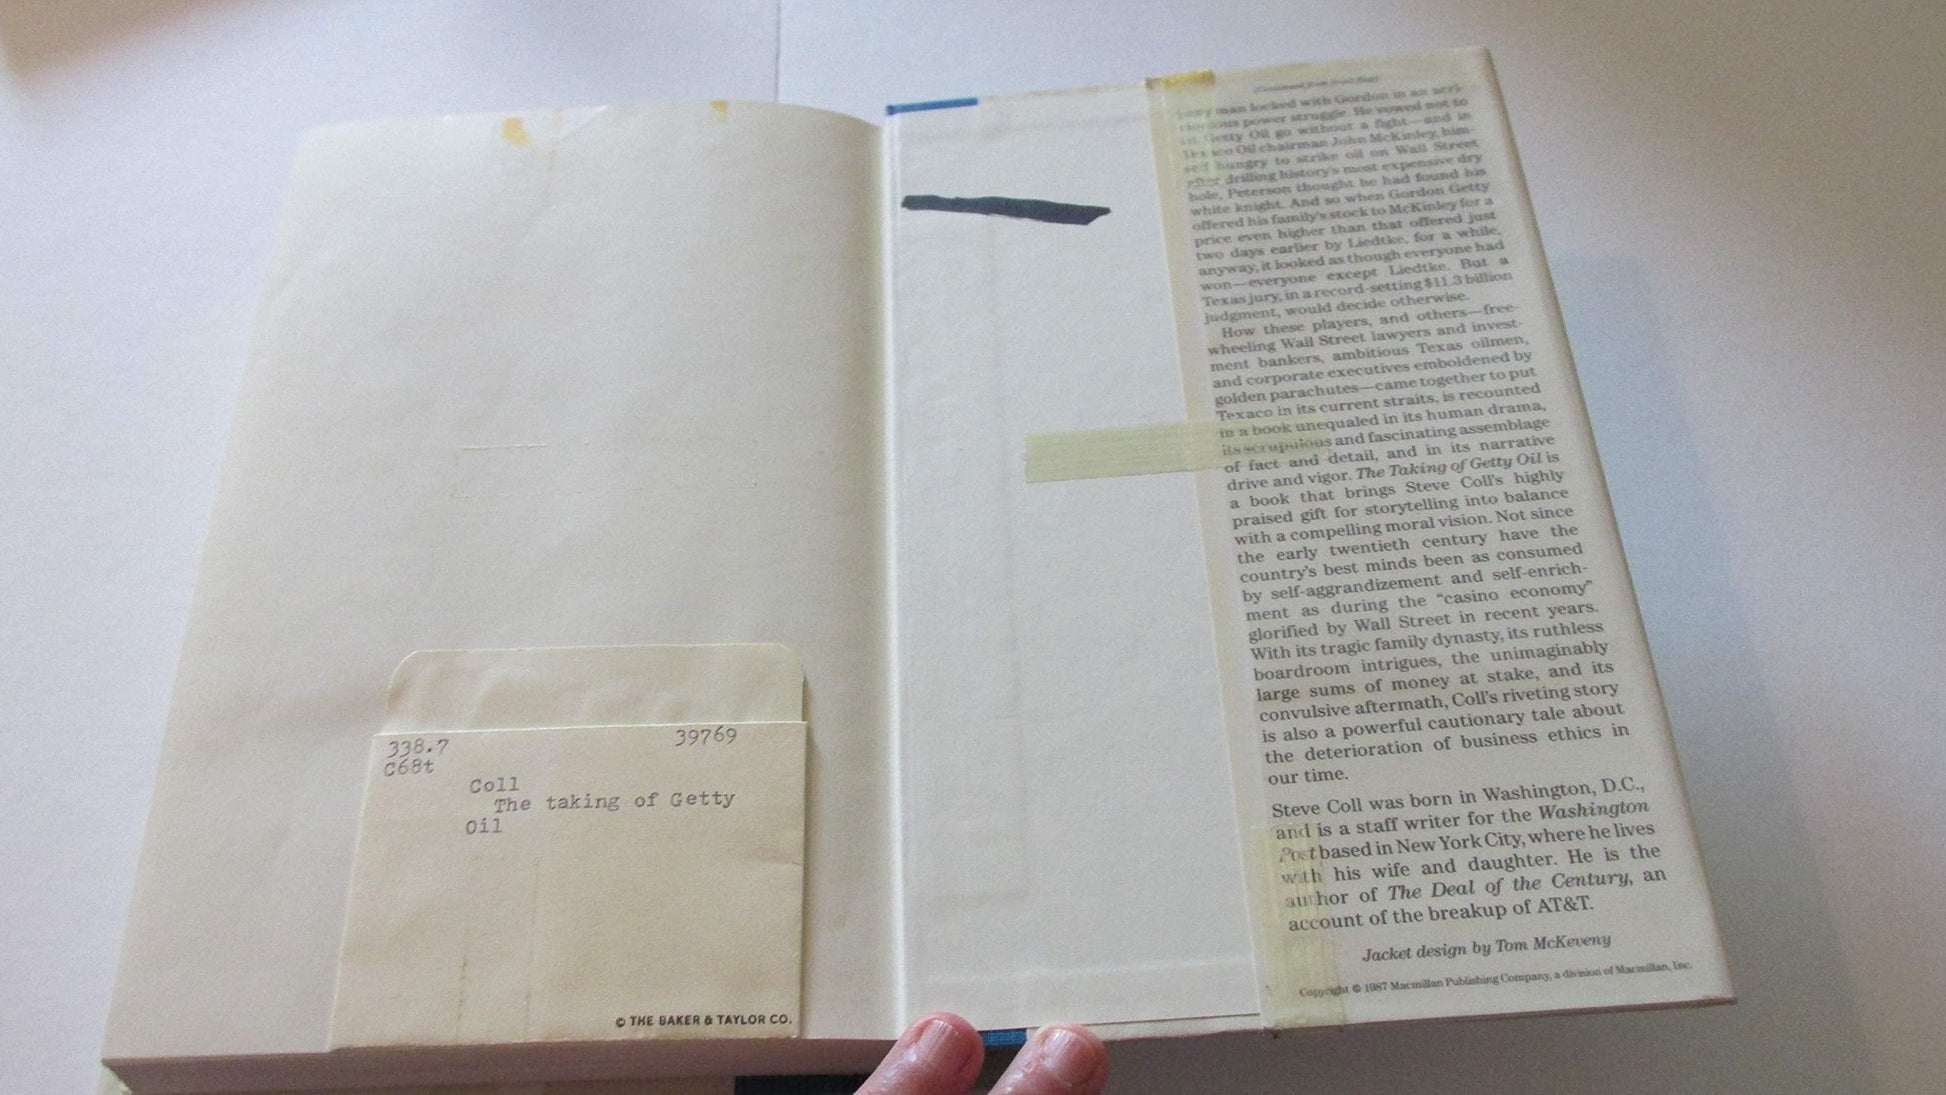 338.7 39769
C68t
Coll
The taking of Getty
Oil
© THE BAKER & TAYLOR CO.
man locked with Gordon in an acri-
power struggle. He vowed not to
Getty Oil go without a fight—and in
Texaco Oil chairman John McKinley, him-
self hungry to strike oil on Wall Street
after drilling history's most expensive dry
hole, Peterson thought he had found his
white knight. And so when Gordon Getty
offered his family's stock to McKinley for a
price even higher than that offered just
two days earlier by Liedtke, for a while,
anyway, it looked as though everyone had
won—everyone except Liedtke. But a
Texas jury, in a record-setting $11.3 billion
judgment, would decide otherwise.
How these players, and others—free-
wheeling Wall Street lawyers and invest-
ment bankers, ambitious Texas oilmen,
and corporate executives emboldened by
golden parachutes—came together to put
Texaco in its current straits, is recounted
in a book unequaled in its human drama,
its scrupulous and fascinating assemblage
of fact and detail, and in its narrative
drive and vigor. The Taking of Getty Oil is
a book that brings Steve Coll's highly
praised gift for storytelling into balance
with a compelling moral vision. Not since
the early twentieth century have the
country's best minds been as consumed
by self-aggrandizement and self-enrich-
ment as during the "casino economy"
glorified by Wall Street in recent years.
With its tragic family dynasty, its ruthless
boardroom intrigues, the unimaginably
large sums of money at stake, and its
convulsive aftermath, Coll's riveting story
is also a powerful cautionary tale about
the deterioration of business ethics in
our time.
Steve Coll was born in Washington, D.C.,
and is a staff writer for the Washington
Post based in New York City, where he lives
with his wife and daughter. He is the
author of The Deal of the Century, an
account of the breakup of AT&T.
Jacket design by Tom McKeveny
Copyright © 1987 Macmillan Publishing Company, a division of Macmillan, Inc.